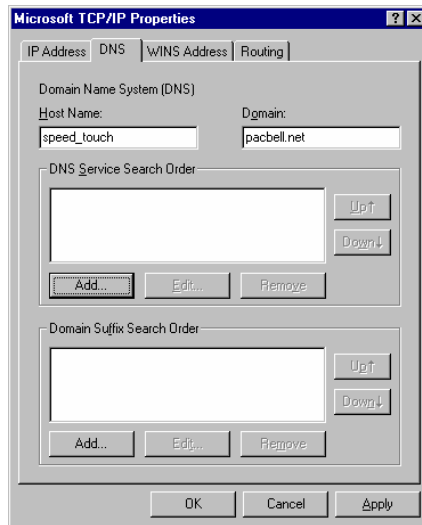 Microsoft TCP/IP Properties
IP Address DNS WINS Address Routing
Domain Name System (DNS)
Host Name: Domain:
speed_touch pacbell.net
DNS Service Search Order
Up↑
Down↓
Add... Edit... Remove
Domain Suffix Search Order
Up↑
Down↓
Add... Edit... Remove
OK Cancel Apply